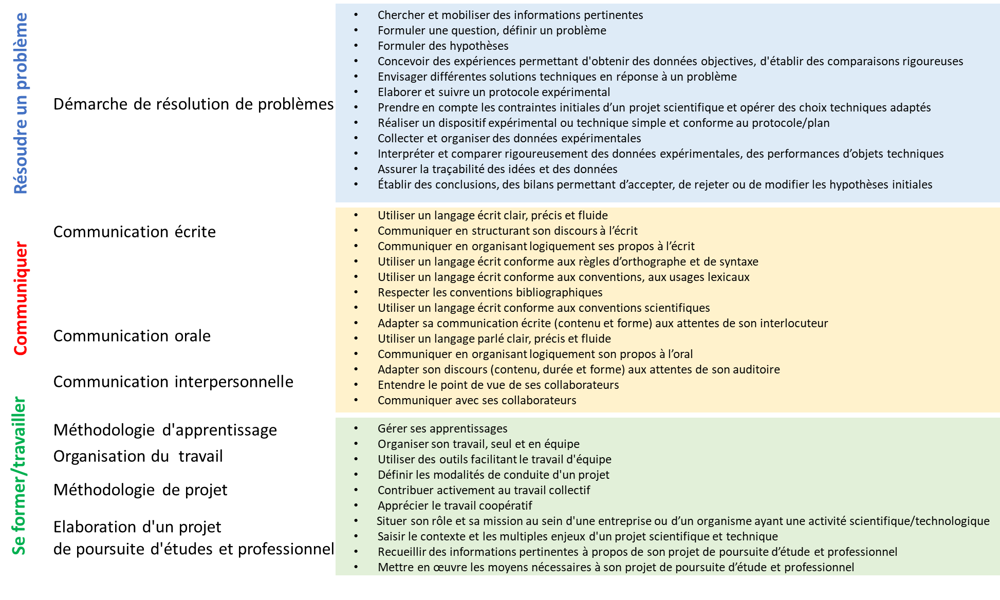 Résoudre un problème
Démarche de résolution de problèmes
• Chercher et mobiliser des informations pertinentes
• Formuler une question, définir un problème
• Formuler des hypothèses
• Concevoir des expériences permettant d'obtenir des données objectives, d'établir des comparaisons rigoureuses
• Envisager différentes solutions techniques en réponse à un problème
• Elaborer et suivre un protocole expérimental
• Prendre en compte les contraintes initiales d’un projet scientifique et opérer des choix techniques adaptés
• Réaliser un dispositif expérimental ou technique simple et conforme au protocole/plan
• Collecter et organiser des données expérimentales
• Interpréter et comparer rigoureusement des données expérimentales, des performances d’objets techniques
• Assurer la traçabilité des idées et des données
• Établir des conclusions, des bilans permettant d’accepter, de rejeter ou de modifier les hypothèses initiales
Communiquer
Communication écrite
Communication orale
Communication interpersonnelle
• Utiliser un langage écrit clair, précis et fluide
• Communiquer en structurant son discours à l’écrit
• Communiquer en organisant logiquement ses propos à l’écrit
• Utiliser un langage écrit conforme aux règles d’orthographe et de syntaxe
• Utiliser un langage écrit conforme aux conventions, aux usages lexicaux
• Respecter les conventions bibliographiques
• Utiliser un langage écrit conforme aux conventions scientifiques
• Adapter sa communication écrite (contenu et forme) aux attentes de son interlocuteur
• Utiliser un langage parlé clair, précis et fluide
• Communiquer en organisant logiquement son propos à l’oral
• Adapter son discours (contenu, durée et forme) aux attentes de son auditoire
• Entendre le point de vue de ses collaborateurs
• Communiquer avec ses collaborateurs
Se former/travailler
Méthodologie d'apprentissage
Organisation du travail
Méthodologie de projet
Elaboration d'un projet
de poursuite d'études et professionnel
• Gérer ses apprentissages
• Organiser son travail, seul et en équipe
• Utiliser des outils facilitant le travail d'équipe
• Définir les modalités de conduite d'un projet
• Contribuer activement au travail collectif
• Apprécier le travail coopératif
• Situer son rôle et sa mission au sein d'une entreprise ou d’un organisme ayant une activité scientifique/technologique
• Saisir le contexte et les multiples enjeux d'un projet scientifique et technique
• Recueillir des informations pertinentes à propos de son projet de poursuite d’étude et professionnel
• Mettre en œuvre les moyens nécessaires à son projet de poursuite d’étude et professionnel